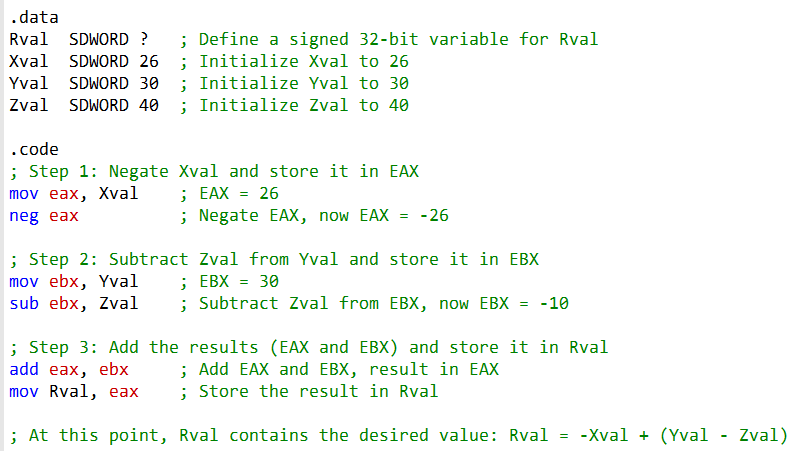 .data
Rval  SDWORD ?   ; Define a signed 32-bit variable for Rval
Xval  SDWORD 26  ; Initialize Xval to 26
Yval  SDWORD 30  ; Initialize Yval to 30
Zval  SDWORD 40  ; Initialize Zval to 40

.code
; Step 1: Negate Xval and store it in EAX
mov eax, Xval    ; EAX = 26
neg eax          ; Negate EAX, now EAX = -26

; Step 2: Subtract Zval from Yval and store it in EBX
mov ebx, Yval    ; EBX = 30
sub ebx, Zval    ; Subtract Zval from EBX, now EBX = -10

; Step 3: Add the results (EAX and EBX) and store it in Rval
add eax, ebx     ; Add EAX and EBX, result in EAX
mov Rval, eax    ; Store the result in Rval

; At this point, Rval contains the desired value: Rval = -Xval + (Yval - Zval)